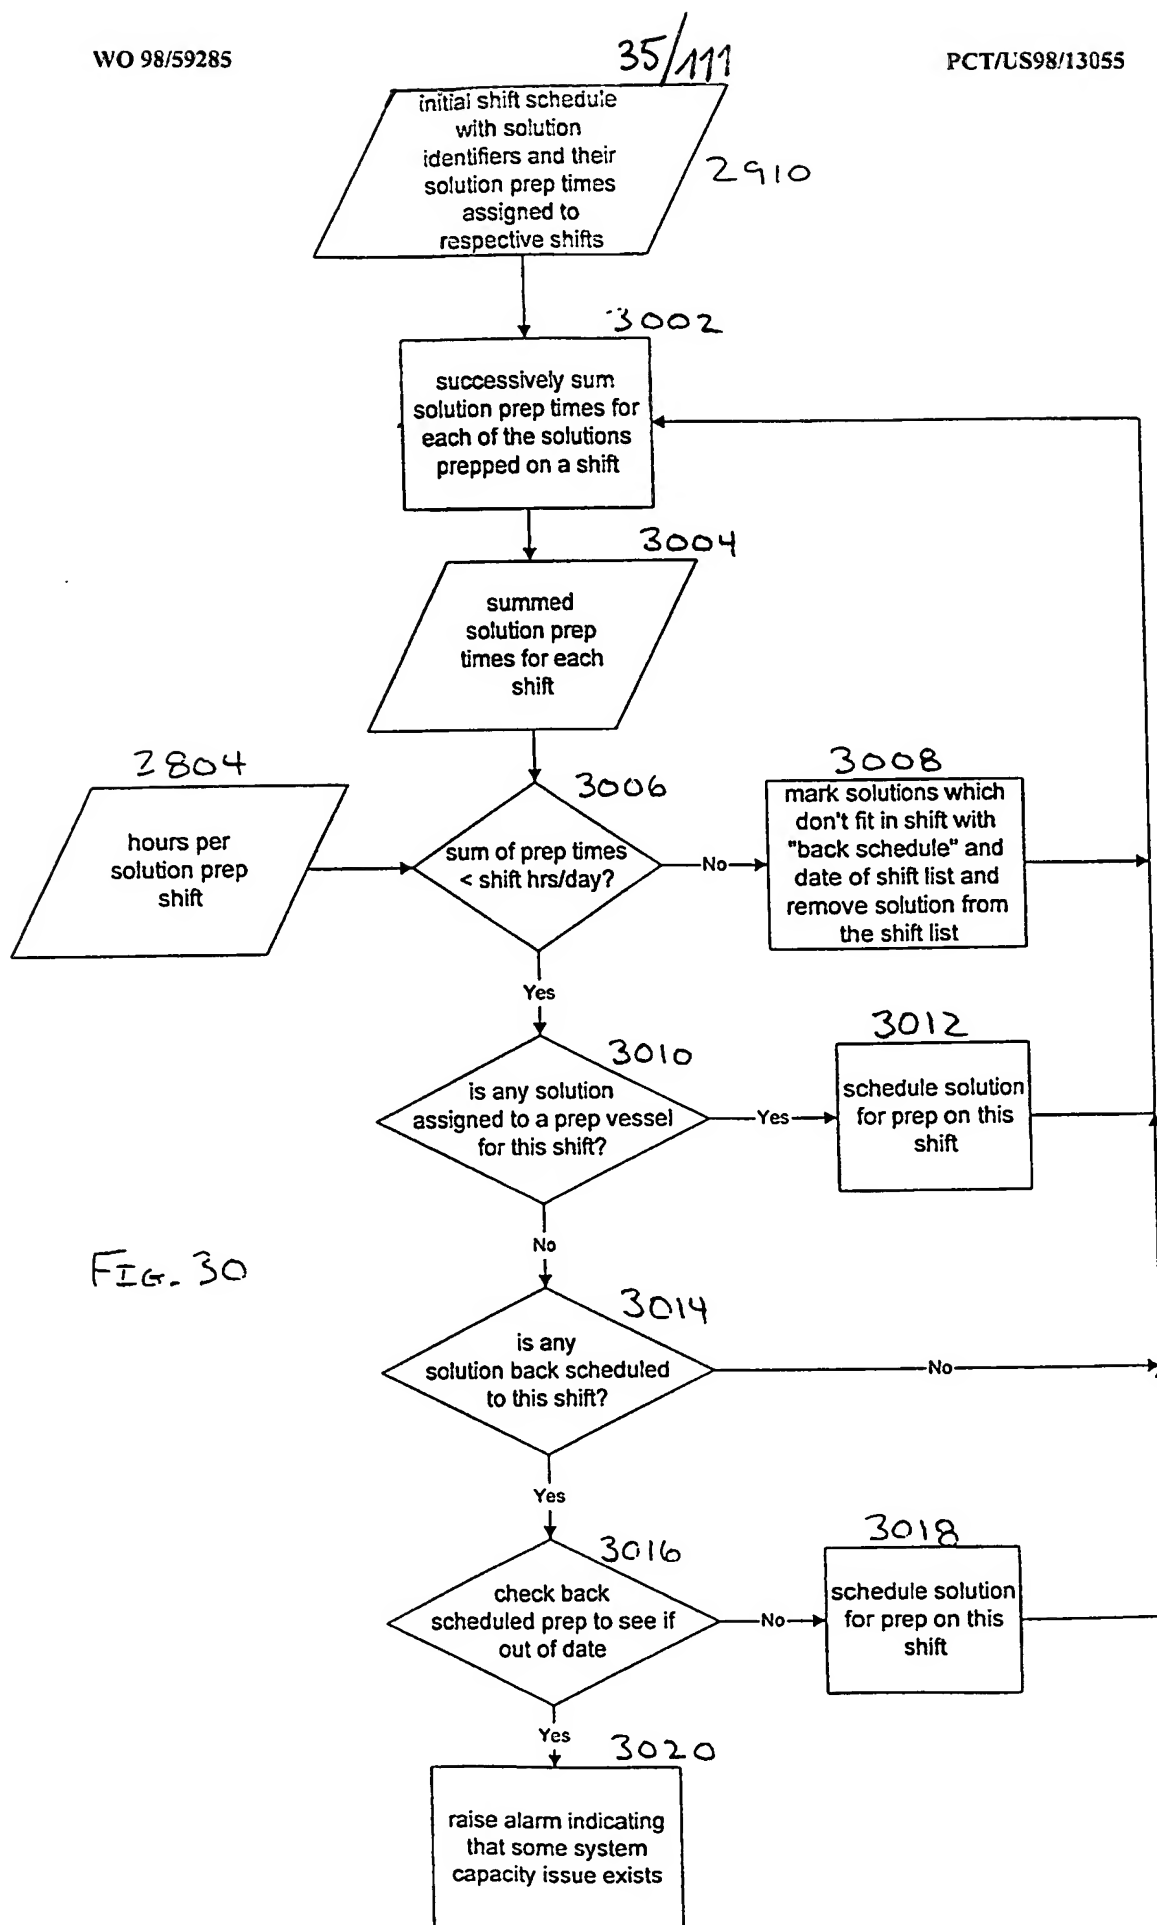 WO 98/59285
35/111
PCT/US98/13055
initial shift schedule
with solution
identifiers and their
solution prep times
assigned to
respective shifts
2910
3002
successively sum
solution prep times for
each of the solutions
prepped on a shift
3004
summed
solution prep
times for each
shift
2804
hours per
solution prep
shift
3006
sum of prep times
< shift hrs/day?
No
3008
mark solutions which
don't fit in shift with
"back schedule" and
date of shift list and
remove solution from
the shift list
Yes
3010
is any solution
assigned to a prep vessel
for this shift?
Yes
3012
schedule solution
for prep on this
shift
No
FIG. 30
3014
is any
solution back scheduled
to this shift?
No
Yes
3016
check back
scheduled prep to see if
out of date
No
3018
schedule solution
for prep on this
shift
Yes
3020
raise alarm indicating
that some system
capacity issue exists